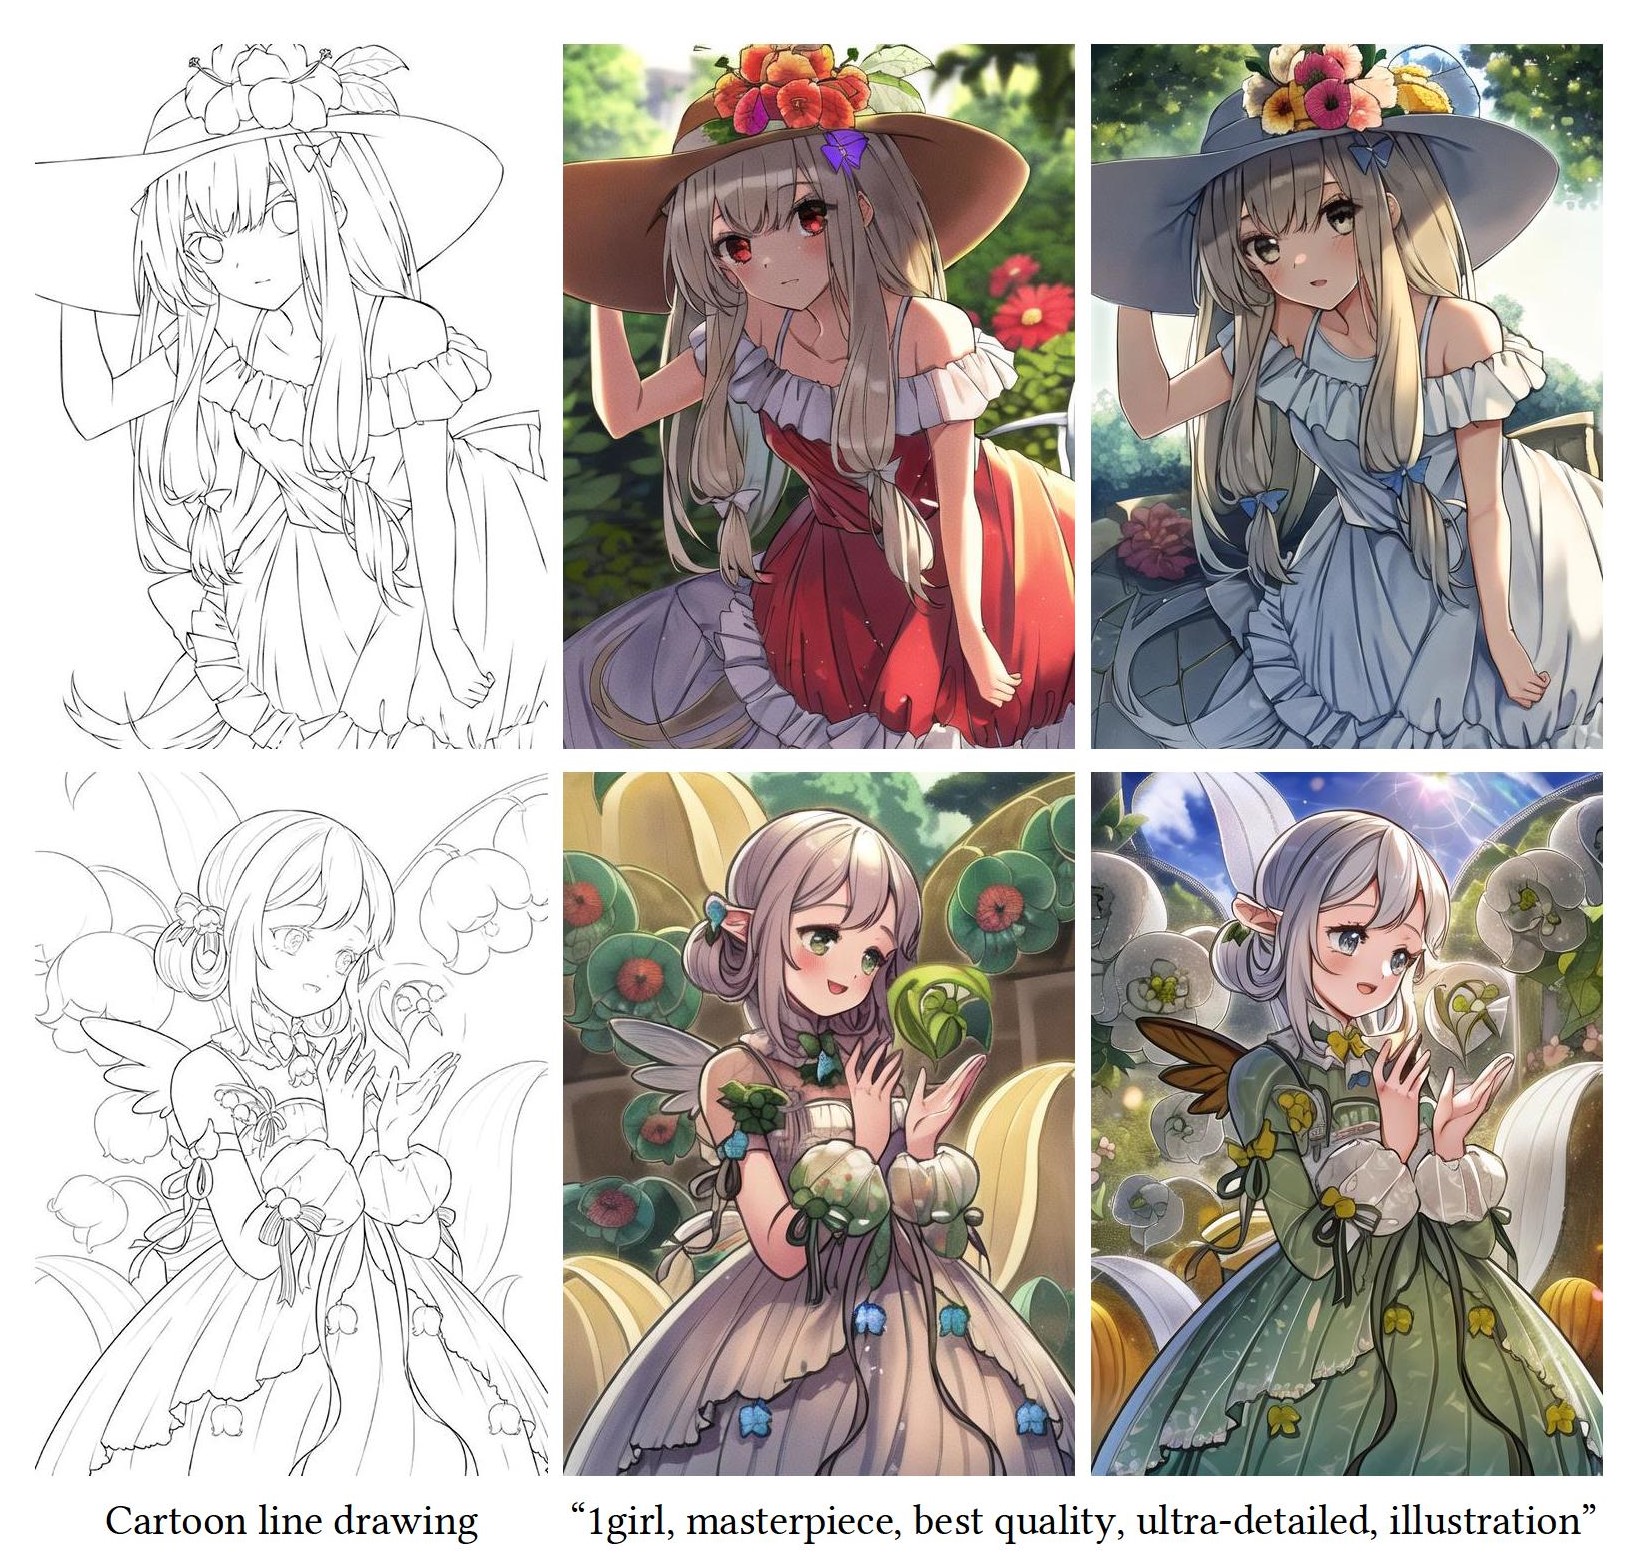 Cartoon line drawing
“1girl, masterpiece, best quality, ultra-detailed, illustration”